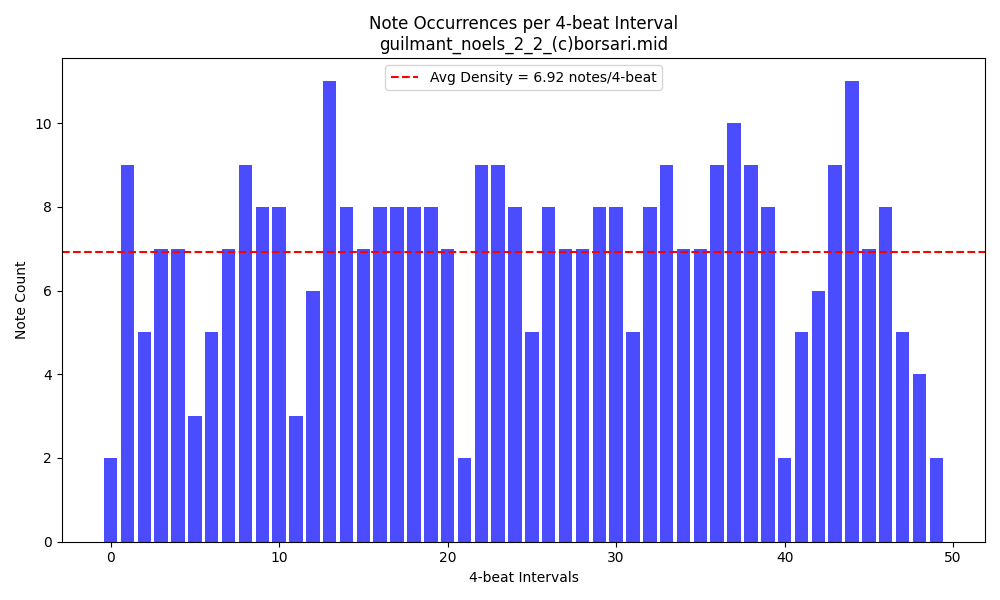 Note Occurrences per 4-beat Interval
guilmant_noels_2_2_(c)borsari.mid
Avg Density = 6.92 notes/4-beat
Note Count
10
8
6
4
2
0
0 10 20 30 40 50
4-beat Intervals